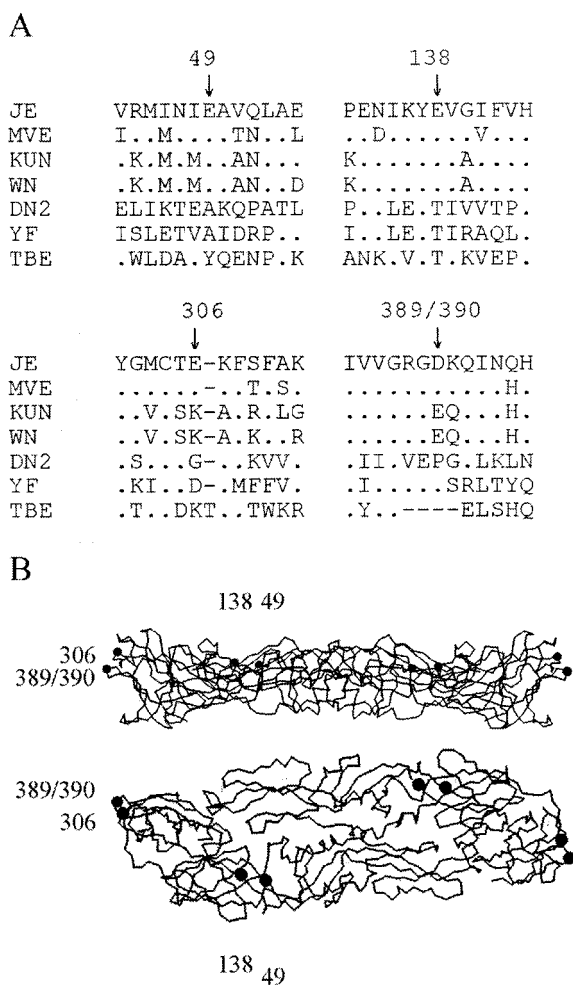 A
49 138
JE VRMINIEAVQLAE PENIKYEVGIFVH
MVE I..M....TN..L ..D.....V...
KUN .K.M.M..AN... K.......A....
WN .K.M.M..AN..D K.......A....
DN2 ELIKTEAKQPATL P..LE.TIVVTP.
YF ISLETVAIDRP.. I..LE.TIRAQL.
TBE .WLDA.YQENP.K ANK.V.T.KVEP.
306 389/390
JE YGMCTE-KFSFAK IVVGRGDKQINQH
MVE ......-..T.S. ...........H.
KUN ..V.SK-A.R.LG .......EQ..H.
WN ..V.SK-A.K..R .......EQ..H.
DN2 .S...G-..KVV. .II.VEPG.LKLN
YF .KI..D-.MFFV. .I.....SRLTYQ
TBE .T..DKT..TWKR .Y..----ELSHQ
B
138 49
306
389/390
389/390
306
138 49